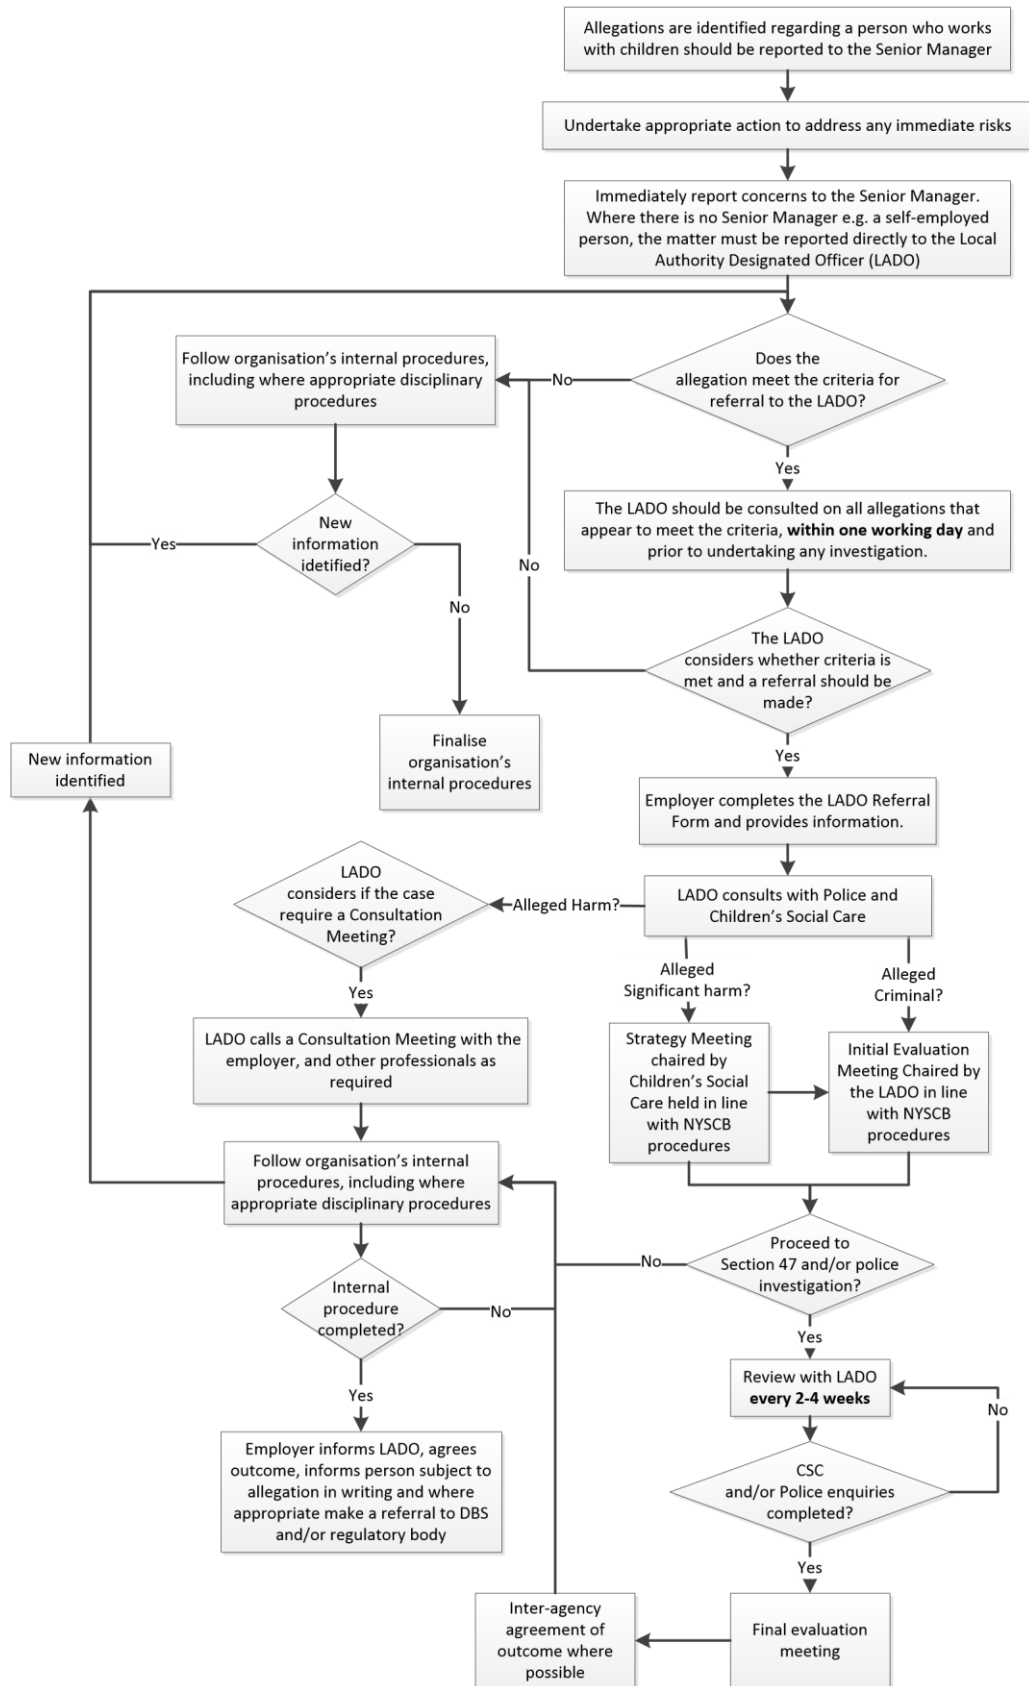 Allegations are identified regarding a person who works
with children should be reported to the Senior Manager
Undertake appropriate action to address any immediate risks
Immediately report concerns to the Senior Manager.
Where there is no Senior Manager e.g. a self-employed
person, the matter must be reported directly to the Local
Authority Designated Officer (LADO)
Does the
allegation meet the criteria for
referral to the LADO?
No
Follow organisation's internal procedures,
including where appropriate disciplinary
procedures
Yes
New
information
idetified?
Yes
No
The LADO should be consulted on all allegations that
appear to meet the criteria, within one working day and
prior to undertaking any investigation.
No
The LADO
considers whether criteria is
met and a referral should be
made?
Finalise
organisation's
internal procedures
New information
identified
Yes
Employer completes the LADO Referral
Form and provides information.
LADO consults with Police and
Children's Social Care
Alleged Harm?
LADO
considers if the case
require a Consultation
Meeting?
Alleged
Significant harm?
Alleged
Criminal?
Yes
LADO calls a Consultation Meeting with the
employer, and other professionals as
required
Strategy Meeting
chaired by
Children's Social
Care held in line
with NYSCB
procedures
Initial Evaluation
Meeting Chaired by
the LADO in line
with NYSCB
procedures
Follow organisation's internal
procedures, including where
appropriate disciplinary procedures
Proceed to
Section 47 and/or police
investigation?
No
Internal
procedure
completed?
No
Yes
Yes
Review with LADO
every 2-4 weeks
No
Employer informs LADO, agrees
outcome, informs person subject to
allegation in writing and where
appropriate make a referral to DBS
and/or regulatory body
CSC
and/or Police enquiries
completed?
Yes
Final evaluation
meeting
Inter-agency
agreement of
outcome where
possible